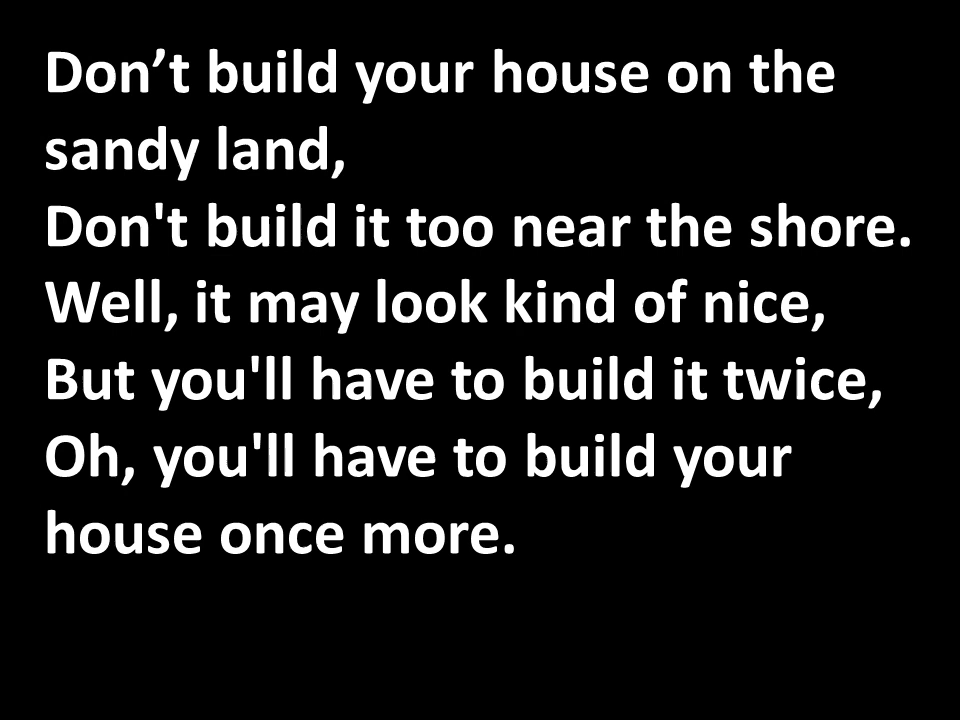 Don’t build your house on the
sandy land,
Don't build it too near the shore.
Well, it may look kind of nice,
But you'll have to build it twice,
Oh, you'll have to build your
house once more.